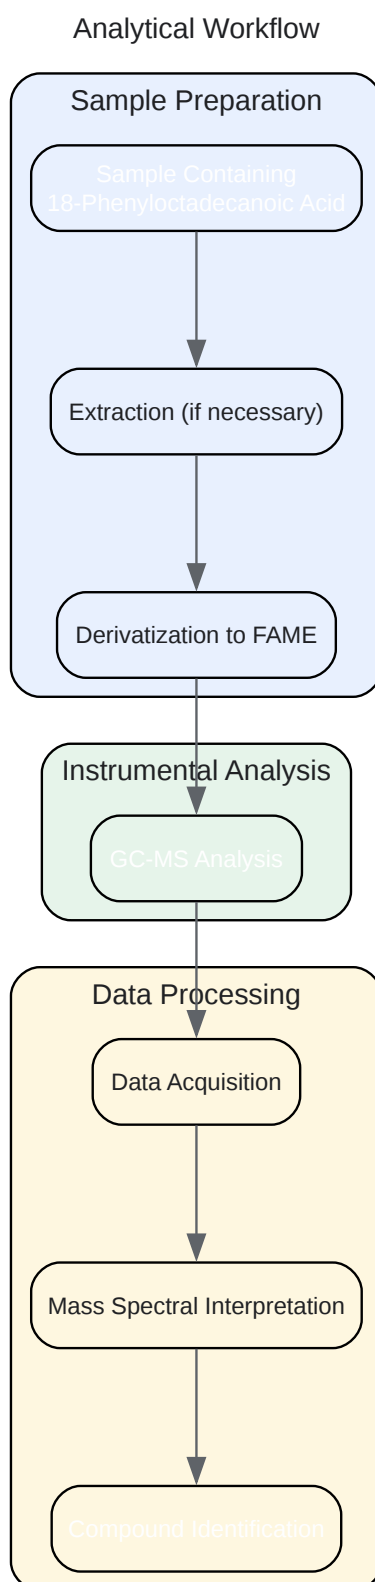 Analytical Workflow
Sample Preparation
Sample Containing
18-Phenyloctadecanoic Acid
Extraction (if necessary)
Derivatization to FAME
Instrumental Analysis
GC-MS Analysis
Data Processing
Data Acquisition
Mass Spectral Interpretation
Compound Identification